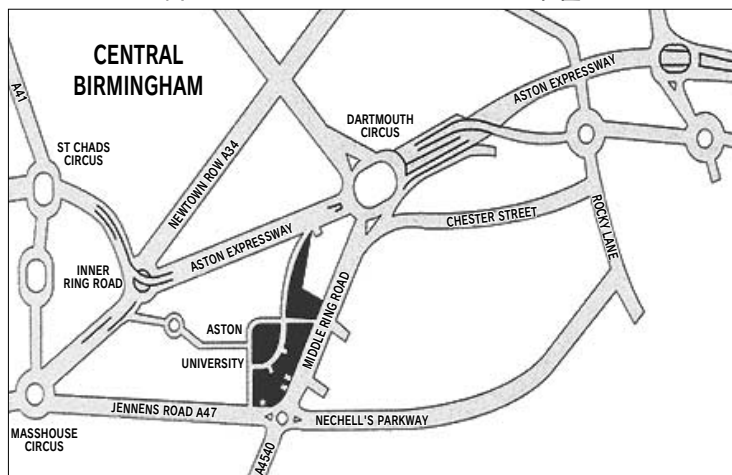 CENTRAL
BIRMINGHAM
A41
ST CHADS
CIRCUS
NEWTOWN ROW A34
DARTMOUTH
CIRCUS
ASTON EXPRESSWAY
ASTON EXPRESSWAY
CHESTER STREET
ROCKY LANE
INNER
RING ROAD
ASTON
UNIVERSITY
MIDDLE RING ROAD
JENNENS ROAD A47
NECHELL'S PARKWAY
MASSHOUSE
CIRCUS
A4540